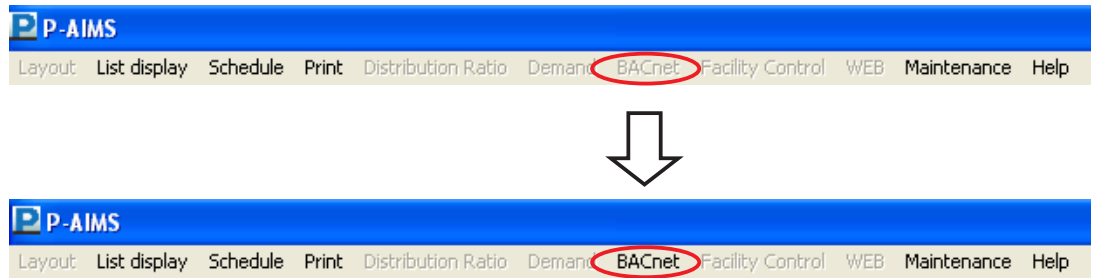 P-AIMS
Layout List display Schedule Print Distribution Ratio Demand BACnet Facility Control WEB Maintenance Help
P-AIMS
Layout List display Schedule Print Distribution Ratio Demand BACnet Facility Control WEB Maintenance Help